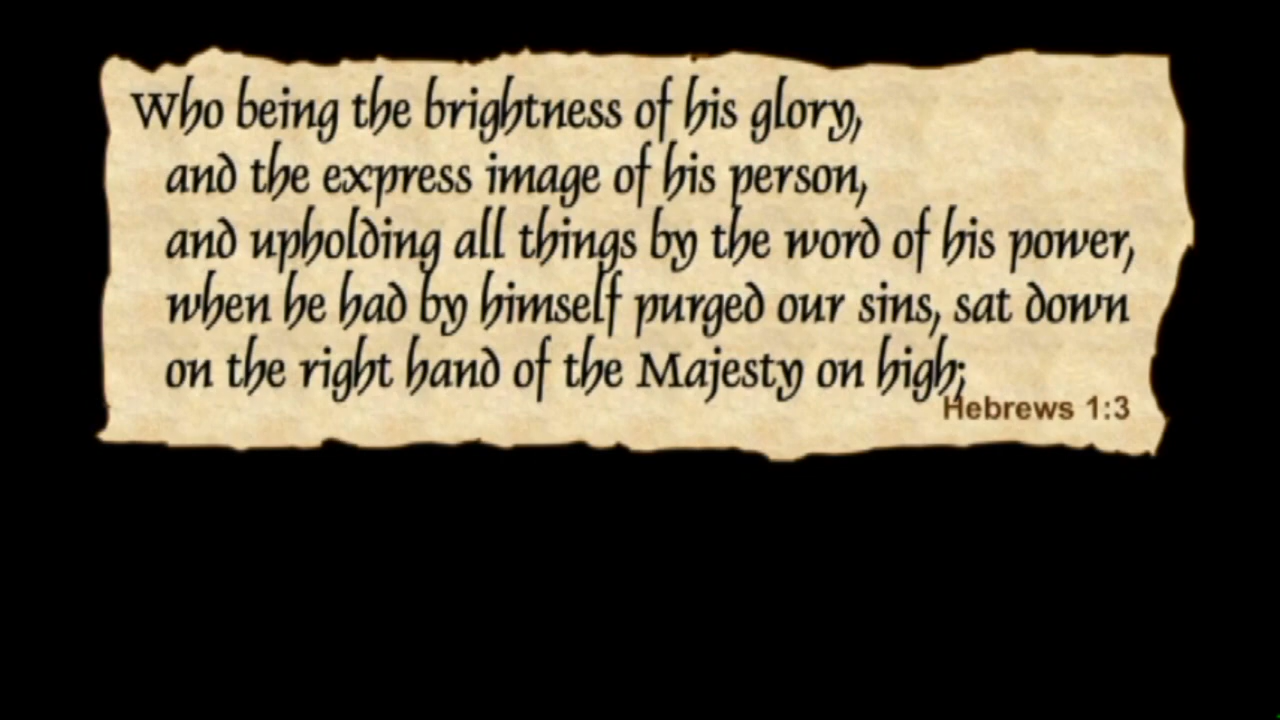 Who being the brightness of his glory,
and the express image of his person,
and upholding all things by the word of his power,
when he had by himself purged our sins, sat down
on the right hand of the Majesty on high;
Hebrews 1:3